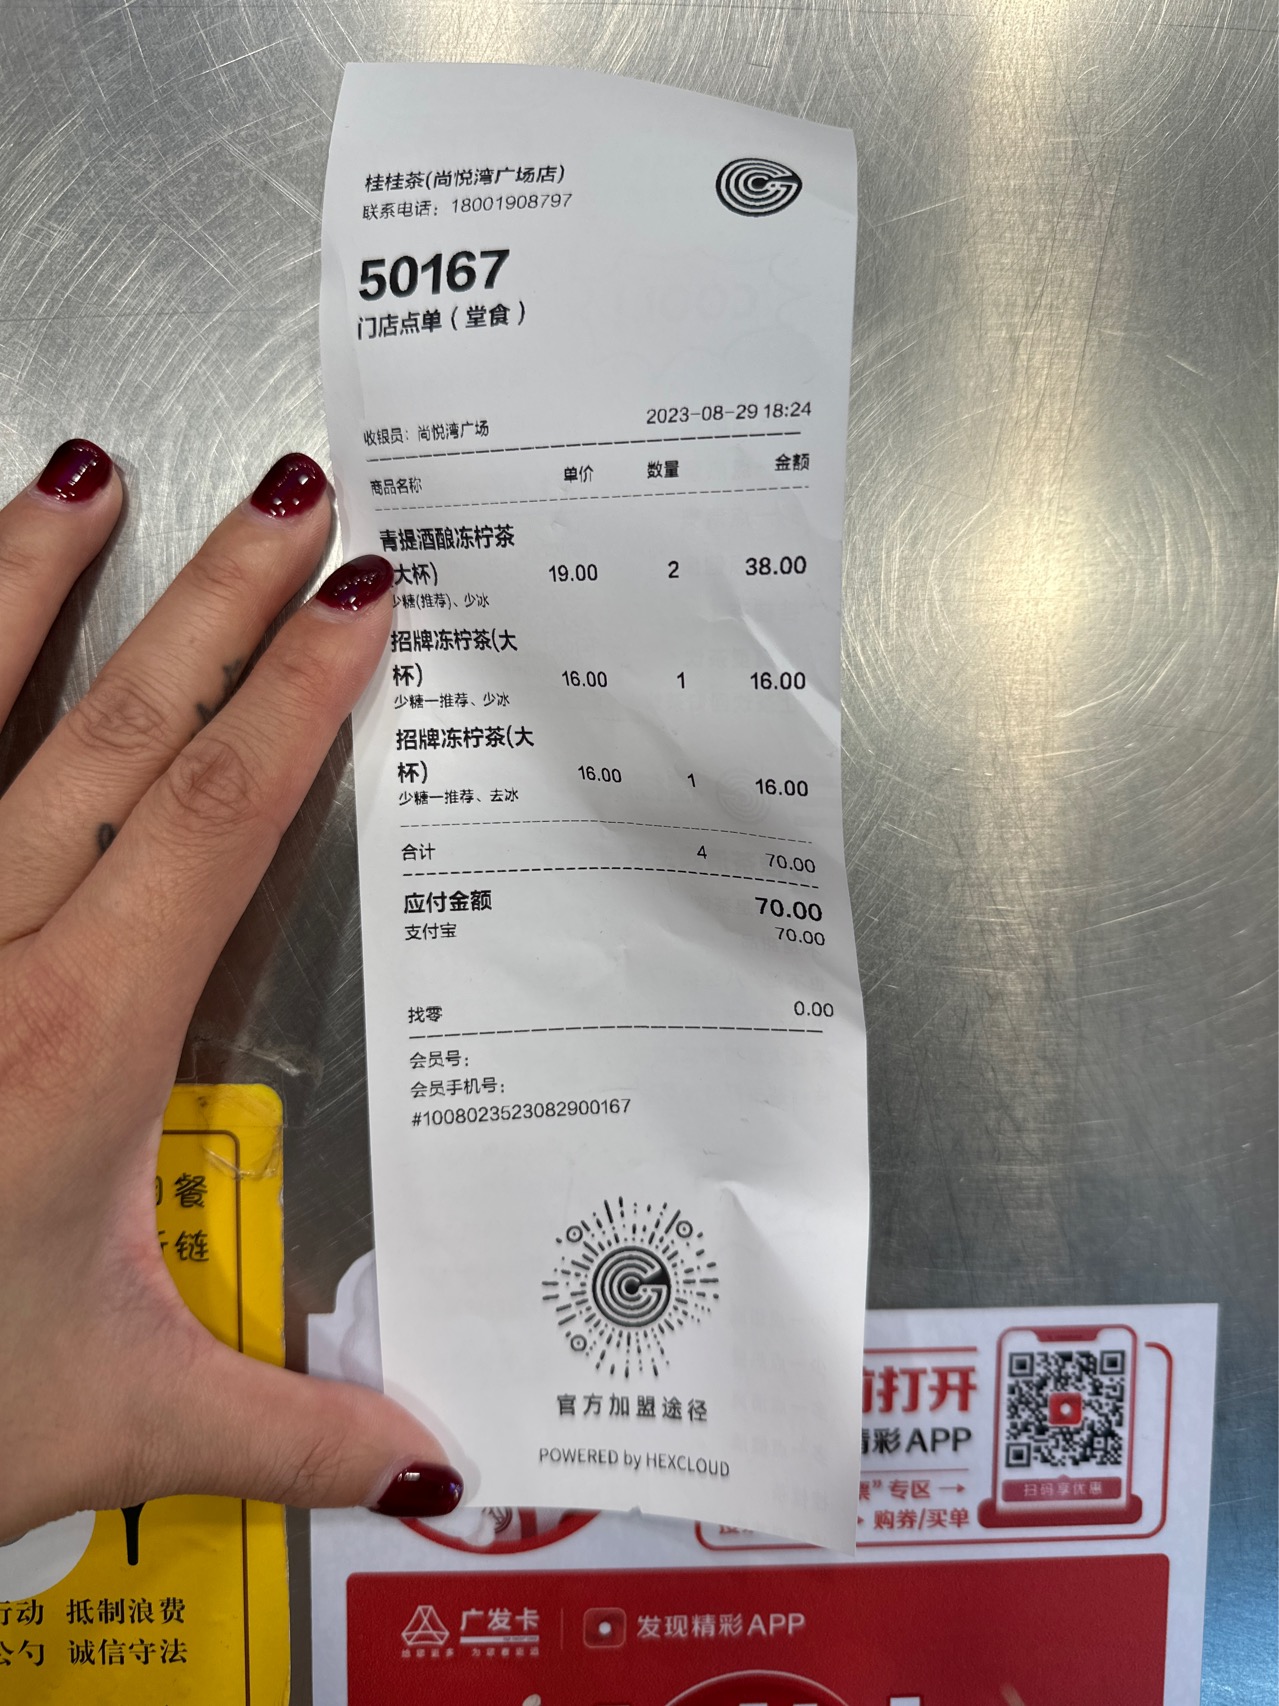 桂桂茶(尚悦湾广场店)
联系电话：18001908797
50167
门店点单（堂食）
收银员：尚悦湾广场 2023-08-29 18:24
商品名称 单价 数量 金额
青提酒酿冻柠茶
大杯) 19.00 2 38.00
少糖(推荐)、少冰
招牌冻柠茶(大
杯) 16.00 1 16.00
少糖一推荐、少冰
招牌冻柠茶(大
杯) 16.00 1 16.00
少糖一推荐、去冰
合计 4 70.00
应付金额 70.00
支付宝 70.00
找零 0.00
会员号：
会员手机号：
#1008023523082900167
官方加盟途径
POWERED by HEXCLOUD
餐
链
行动 抵制浪费
公勺 诚信守法
前打开
精彩APP
票”专区→
购券/买单
扫码享优惠
广发卡
发现精彩APP